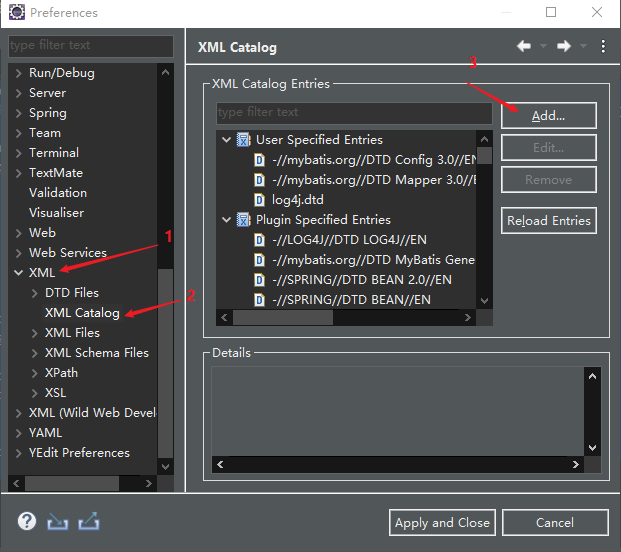 Preferences
type filter text
Run/Debug
Server
Spring
Team
Terminal
TextMate
Validation
Visualiser
Web
Web Services
XML
DTD Files
XML Catalog
XML Files
XML Schema Files
XPath
XSL
XML (Wild Web Devel
YAML
YEdit Preferences
1
2
XML Catalog
3
XML Catalog Entries
type filter text
User Specified Entries
-//mybatis.org//DTD Config 3.0//EN
-//mybatis.org//DTD Mapper 3.0//E
log4j.dtd
Plugin Specified Entries
-//LOG4J//DTD LOG4J//EN
-//mybatis.org//DTD MyBatis Gene
-//SPRING//DTD BEAN 2.0//EN
-//SPRING//DTD BEAN//EN
Add...
Edit...
Remove
Reload Entries
Details
Apply and Close
Cancel